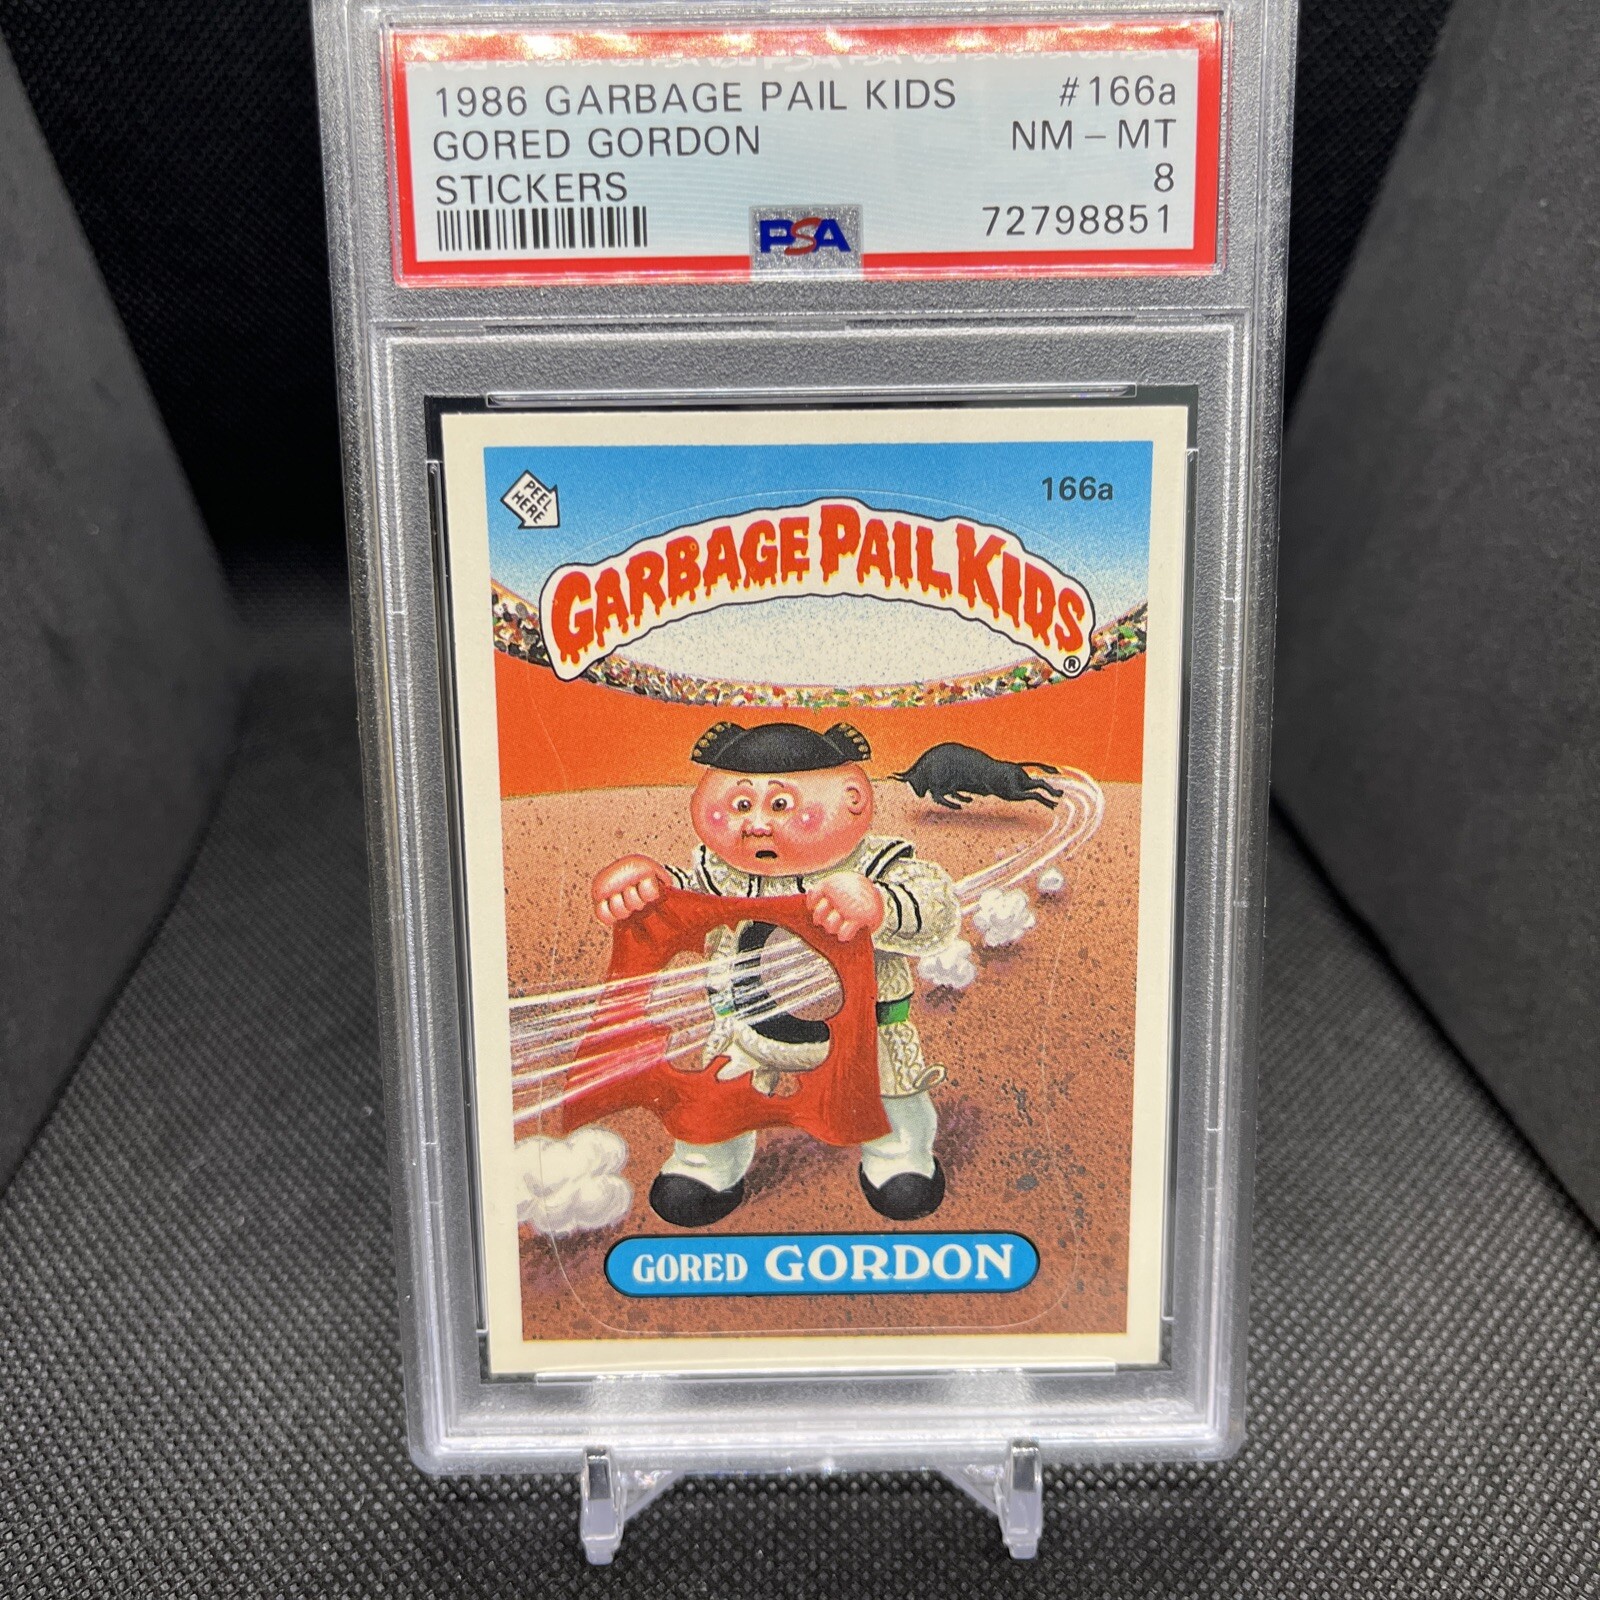 1986 GARBAGE PAIL KIDS #166a
GORED GORDON NM - MT
STICKERS 8
PSA 72798851
PEEL HERE
166a
GARBAGE PAIL KIDS ®
GORED GORDON